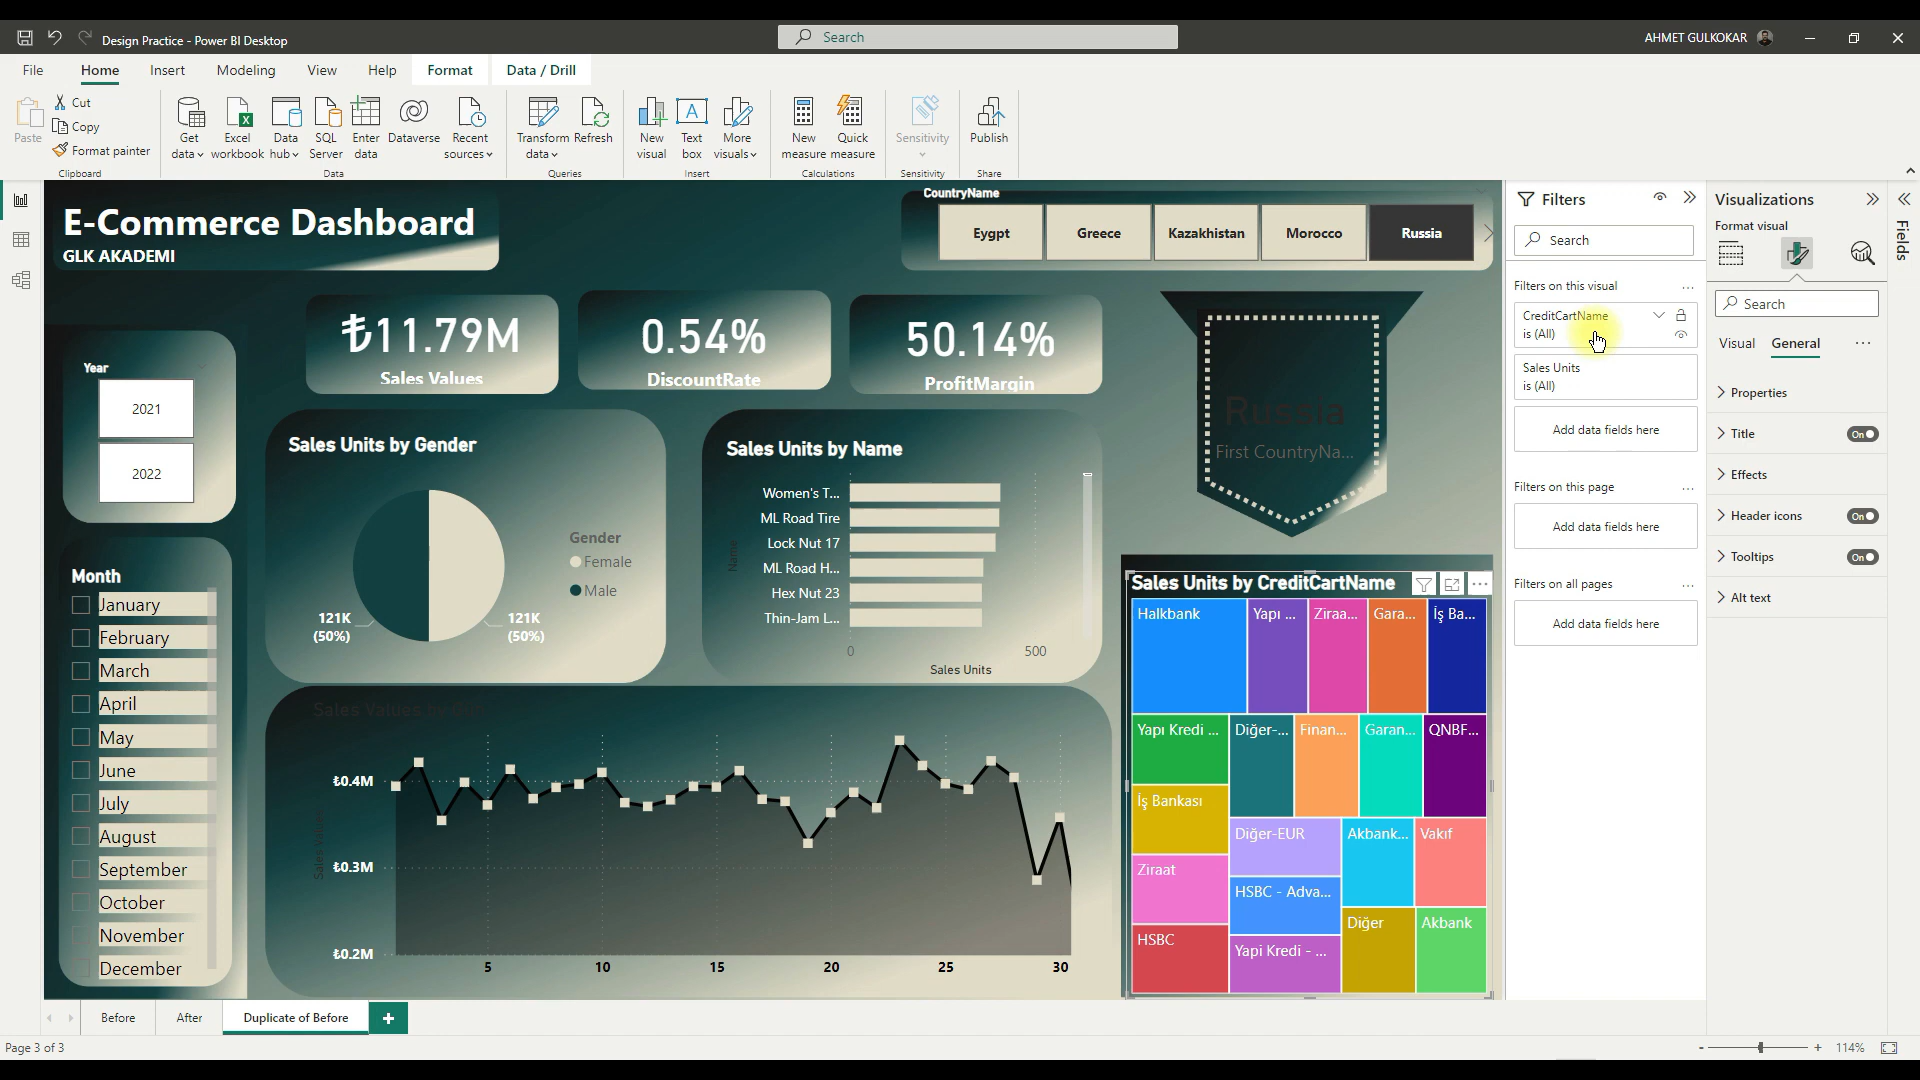 Design Practice - Power BI Desktop
Search
AHMET GULKOKAR
File
Home
Insert
Modeling
View
Help
Format
Data / Drill
Paste
Cut
Copy
Format painter
Clipboard
Get data
Excel workbook
Data hub
SQL Server
Enter data
Dataverse
Recent sources
Data
Transform data
Refresh
Queries
New visual
Text box
More visuals
Insert
New measure
Quick measure
Calculations
Sensitivity
Sensitivity
Publish
Share
E-Commerce Dashboard
GLK AKADEMI
CountryName
Eygpt
Greece
Kazakhistan
Morocco
Russia
₺11.79M
Sales Values
0.54%
DiscountRate
50.14%
ProfitMargin
Russia
First CountryNa...
Year
2021
2022
Month
January
February
March
April
May
June
July
August
September
October
November
December
Sales Units by Gender
121K
(50%)
121K
(50%)
Gender
Female
Male
Sales Units by Name
Name
Women's T...
ML Road Tire
Lock Nut 17
ML Road H...
Hex Nut 23
Thin-Jam L...
0
500
Sales Units
Sales Values
₺0.4M
₺0.3M
₺0.2M
5
10
15
20
25
30
Sales Units by CreditCartName
Halkbank
Yapı ...
Ziraa...
Gara...
İş Ba...
Yapı Kredi ...
Diğer-...
Finan...
Garan...
QNBF...
İş Bankası
Diğer-EUR
Akbank...
Vakıf
Ziraat
HSBC - Adva...
HSBC
Yapi Kredi - ...
Diğer
Akbank
Filters
Search
Filters on this visual
CreditCartName
is (All)
Sales Units
is (All)
Add data fields here
Filters on this page
Add data fields here
Filters on all pages
Add data fields here
Visualizations
Format visual
Search
Visual
General
Properties
Title
On
Effects
Header icons
On
Tooltips
On
Alt text
Fields
Before
After
Duplicate of Before
Page 3 of 3
114%